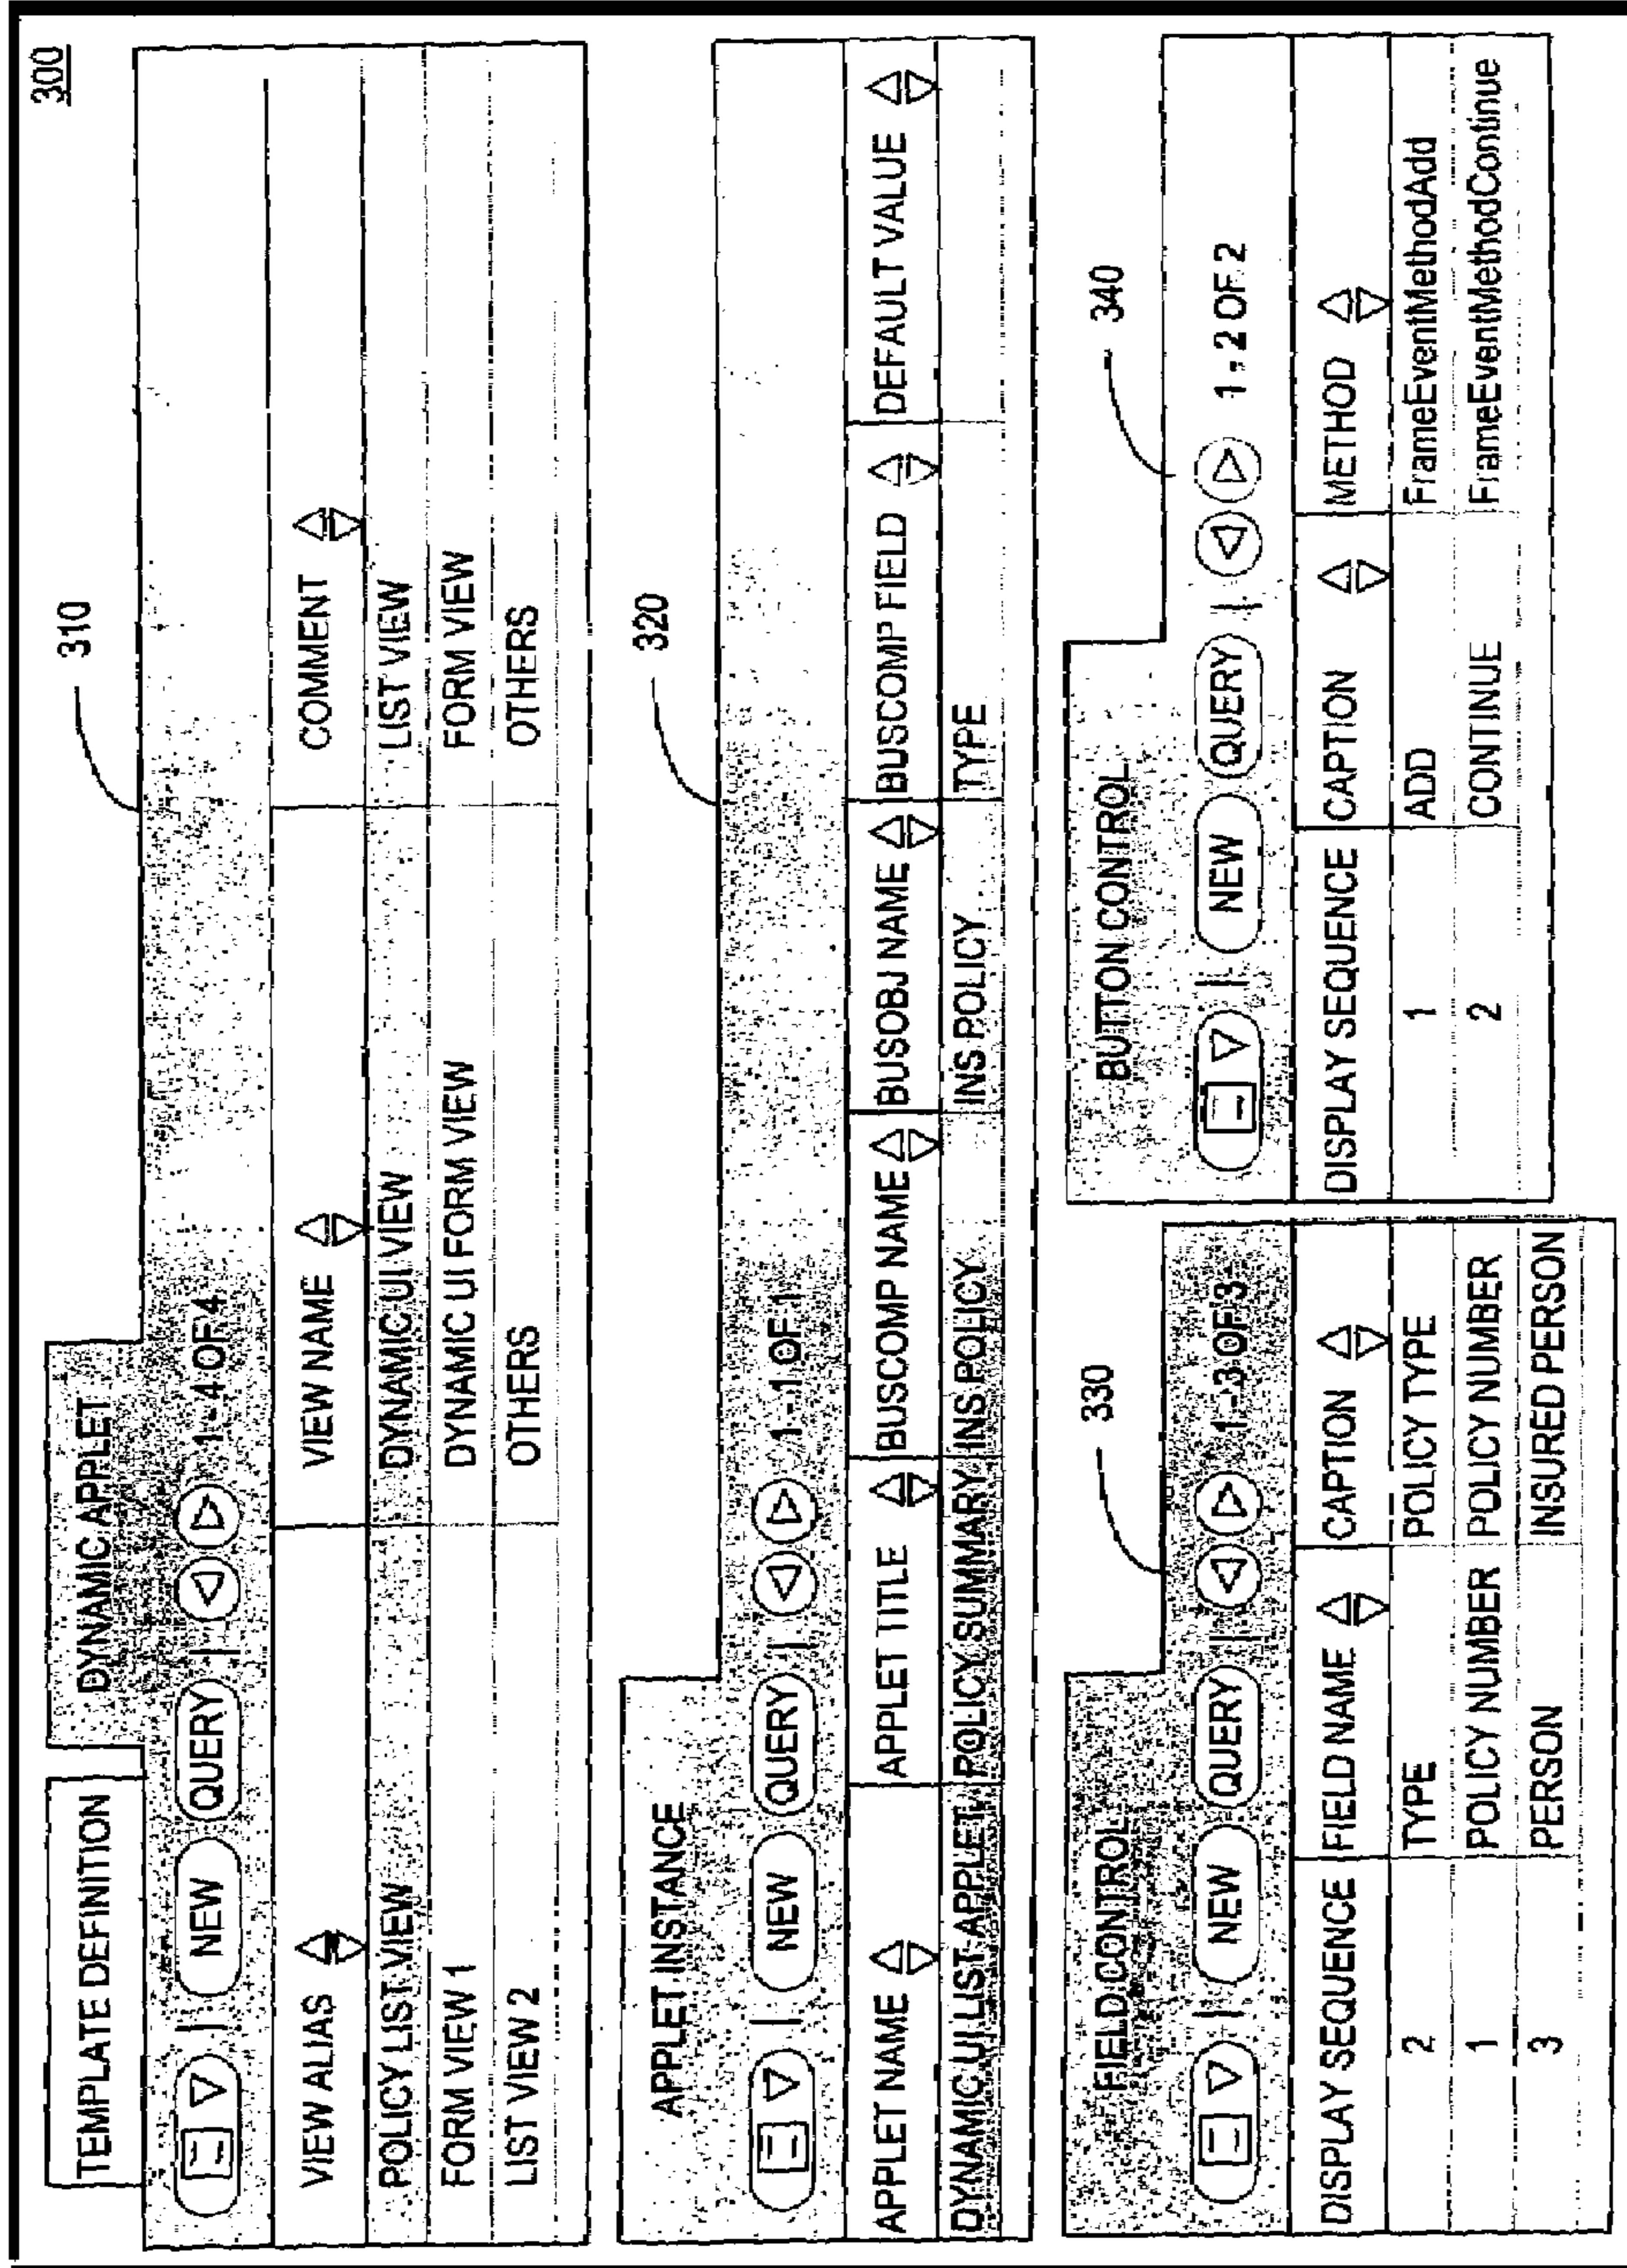 300
310
TEMPLATE DEFINITION DYNAMIC APPLET
NEW QUERY 1-4 OF 4
VIEW ALIAS VIEW NAME COMMENT
POLICY LIST VIEW DYNAMIC UI VIEW LIST VIEW
FORM VIEW 1 DYNAMIC UI FORM VIEW FORM VIEW
LIST VIEW 2 OTHERS OTHERS
320
APPLET INSTANCE
NEW QUERY 1-1 OF 1
APPLET NAME APPLET TITLE BUSCOMP NAME BUSOBJ NAME BUSCOMP FIELD DEFAULT VALUE
DYNAMIC UI LIST APPLET POLICY SUMMARY INS POLICY INS POLICY TYPE
330
FIELD CONTROL
NEW QUERY 1-3 OF 3
DISPLAY SEQUENCE FIELD NAME CAPTION
2 TYPE POLICY TYPE
1 POLICY NUMBER POLICY NUMBER
3 PERSON INSURED PERSON
340
BUTTON CONTROL
NEW QUERY 1-2 OF 2
DISPLAY SEQUENCE CAPTION METHOD
1 ADD FrameEventMethodAdd
2 CONTINUE FrameEventMethodContinue